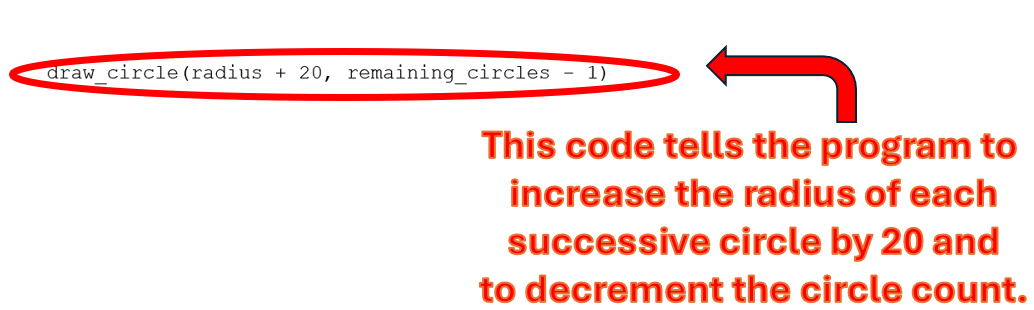 draw_circle(radius + 20, remaining_circles - 1)
This code tells the program to
increase the radius of each
successive circle by 20 and
to decrement the circle count.